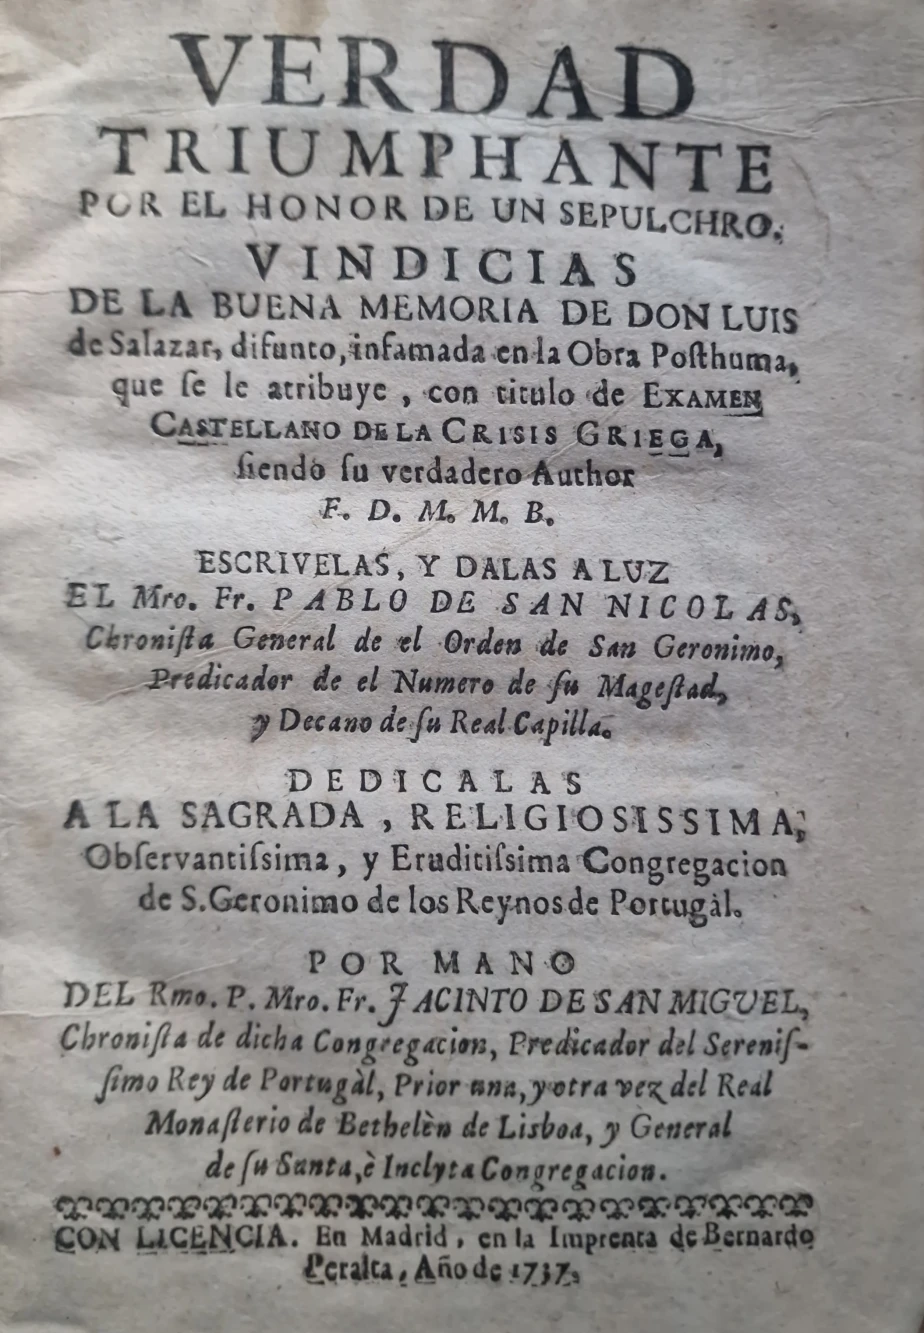 VERDAD
TRIUMPHANTE
POR EL HONOR DE UN SEPULCHRO.
VINDICIAS
DE LA BUENA MEMORIA DE DON LUIS
de Salazar, difunto, infamada en la Obra Poſthuma,
que ſe le atribuye, con titulo de EXAMEN
CASTELLANO DE LA CRISIS GRIEGA,
ſiendo ſu verdadero Author
F. D. M. M. B.
ESCRIVELAS, Y DALAS A LUZ
EL Mro. Fr. PABLO DE SAN NICOLAS,
Chroniſta General de el Orden de San Geronimo,
Predicador de el Numero de ſu Mageſtad,
y Decano de ſu Real Capilla.
DEDICALAS
A LA SAGRADA, RELIGIOSISSIMA,
Obſervantiſsima, y Eruditiſsima Congregacion
de S. Geronimo de los Reynos de Portugàl.
POR MANO
DEL Rmo. P. Mro. Fr. JACINTO DE SAN MIGUEL,
Chroniſta de dicha Congregacion, Predicador del Sereniſ-
ſimo Rey de Portugàl, Prior una, y otra vez del Real
Monaſterio de Bethelèn de Lisboa, y General
de ſu Santa, è Inclyta Congregacion.
CON LICENCIA. En Madrid, en la Imprenta de Bernardo
Peralta, Año de 1737.